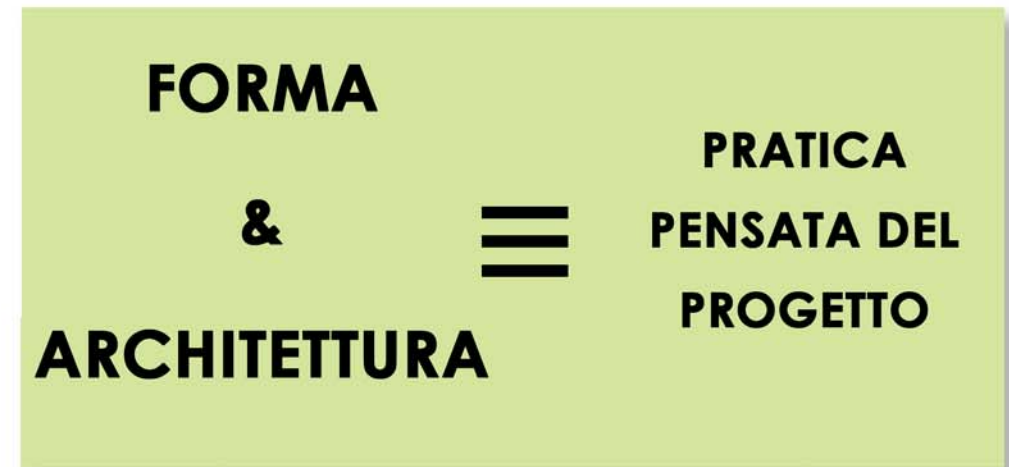 FORMA
&
ARCHITETTURA
≡
PRATICA
PENSATA DEL
PROGETTO